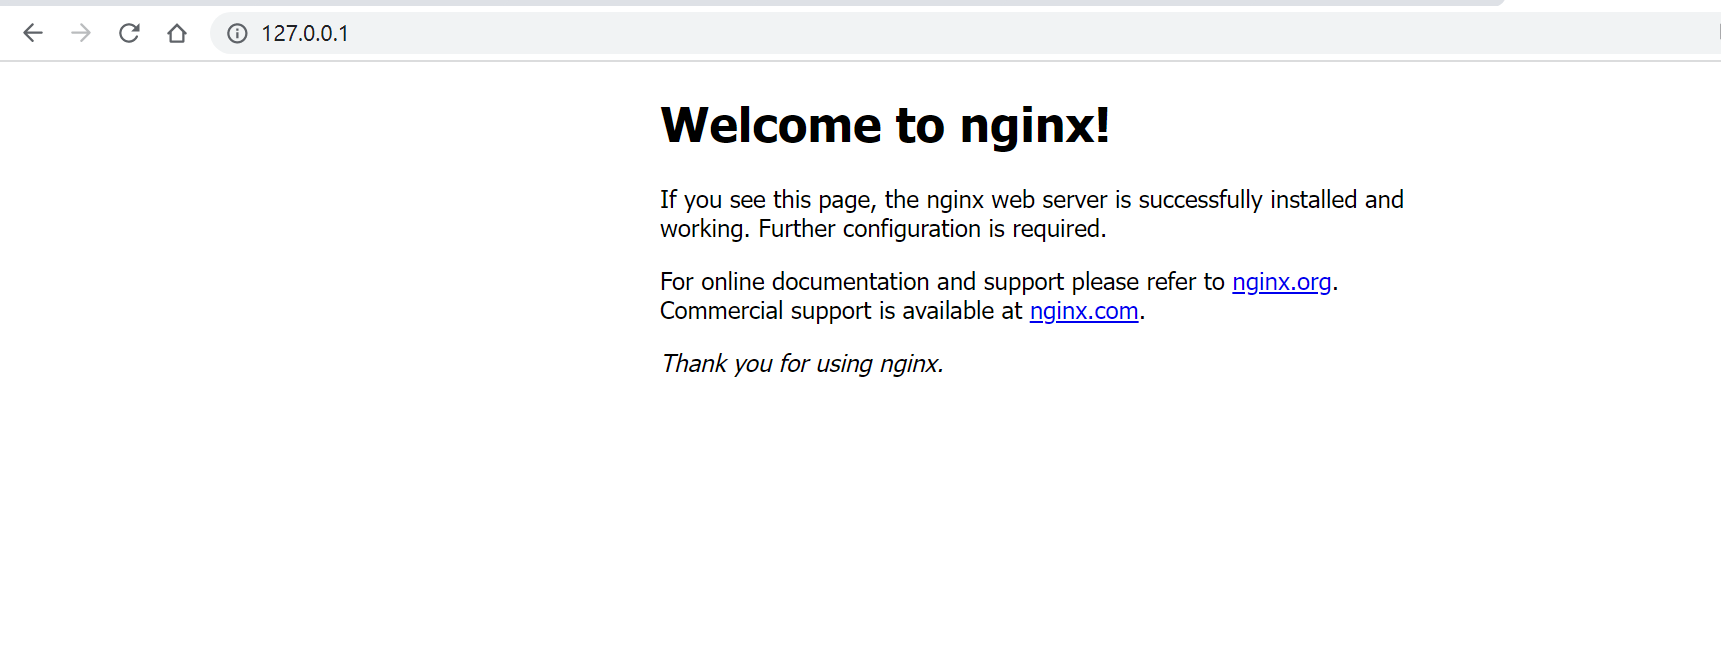 127.0.0.1
Welcome to nginx!
If you see this page, the nginx web server is successfully installed and
working. Further configuration is required.
For online documentation and support please refer to nginx.org.
Commercial support is available at nginx.com.
Thank you for using nginx.